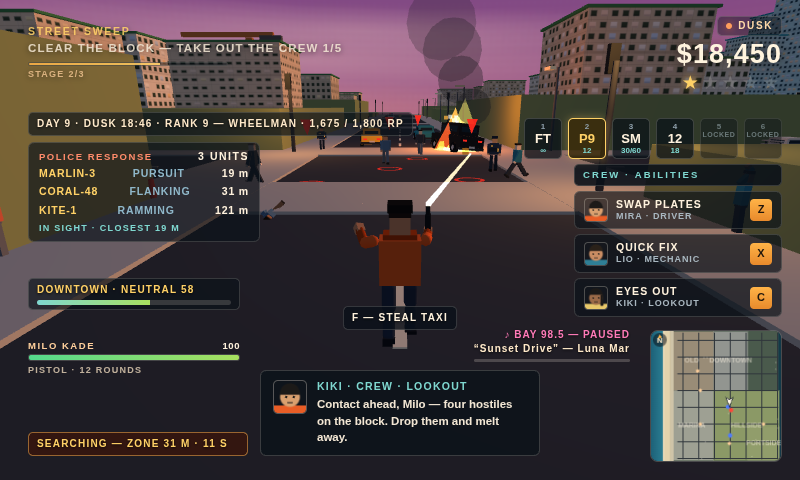 STREET SWEEP
CLEAR THE BLOCK — TAKE OUT THE CREW 1/5
STAGE 2/3
DUSK
$18,450
DAY 9 · DUSK 18:46 · RANK 9 — WHEELMAN · 1,675 / 1,800 RP
POLICE RESPONSE 3 UNITS
MARLIN-3 PURSUIT 19 m
CORAL-48 FLANKING 31 m
KITE-1 RAMMING 121 m
IN SIGHT · CLOSEST 19 M
1 FT ∞
2 P9 12
3 SM 30/60
4 12 18
5 LOCKED
6 LOCKED
CREW · ABILITIES
SWAP PLATES
MIRA · DRIVER
Z
QUICK FIX
LIO · MECHANIC
X
EYES OUT
KIKI · LOOKOUT
C
DOWNTOWN · NEUTRAL 58
F — STEAL TAXI
MILO KADE 100
PISTOL · 12 ROUNDS
♪ BAY 98.5 — PAUSED
“Sunset Drive” — Luna Mar
KIKI · CREW · LOOKOUT
Contact ahead, Milo — four hostiles
on the block. Drop them and melt
away.
SEARCHING — ZONE 31 M · 11 S
N
DOWNTOWN
PORTSIDE